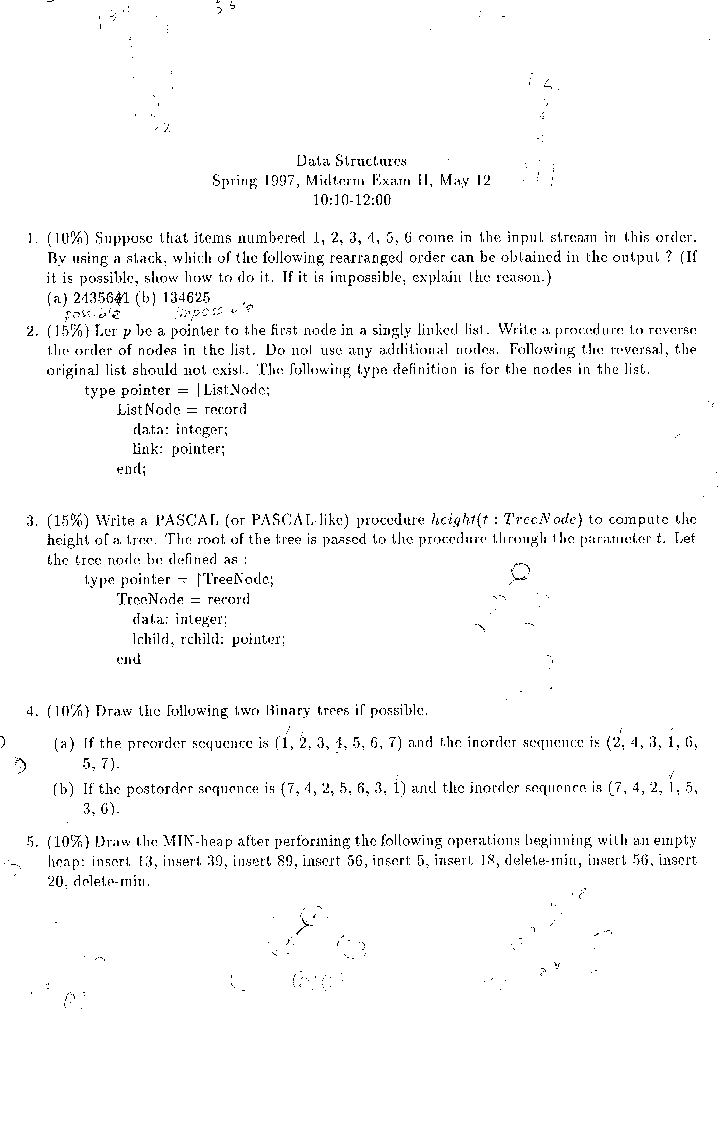 Data Structures
Spring 1997, Midterm Exam II, May 12
10:10-12:00
1. (10%) Suppose that items numbered 1, 2, 3, 4, 5, 6 come in the input stream in this order.
By using a stack, which of the following rearranged order can be obtained in the output ? (If
it is possible, show how to do it. If it is impossible, explain the reason.)
(a) 243561 (b) 134625
2. (15%) Ler p be a pointer to the first node in a singly linked list. Write a procedure to reverse
the order of nodes in the list. Do not use any additional nodes. Following the reversal, the
original list should not exist. The following type definition is for the nodes in the list.
type pointer = ↑ListNode;
ListNode = record
data: integer;
link: pointer;
end;
3. (15%) Write a PASCAL (or PASCAL-like) procedure height(t : TreeNode) to compute the
height of a tree. The root of the tree is passed to the procedure through the parameter t. Let
the tree node be defined as :
type pointer = ↑TreeNode;
TreeNode = record
data: integer;
lchild, rchild: pointer;
end
4. (10%) Draw the following two Binary trees if possible.
(a) If the preorder sequence is (1, 2, 3, 4, 5, 6, 7) and the inorder sequence is (2, 4, 3, 1, 6,
5, 7).
(b) If the postorder sequence is (7, 4, 2, 5, 6, 3, 1) and the inorder sequence is (7, 4, 2, 1, 5,
3, 6).
5. (10%) Draw the MIN-heap after performing the following operations beginning with an empty
heap: insert 13, insert 39, insert 89, insert 56, insert 5, insert 18, delete-min, insert 56, insert
20, delete-min.